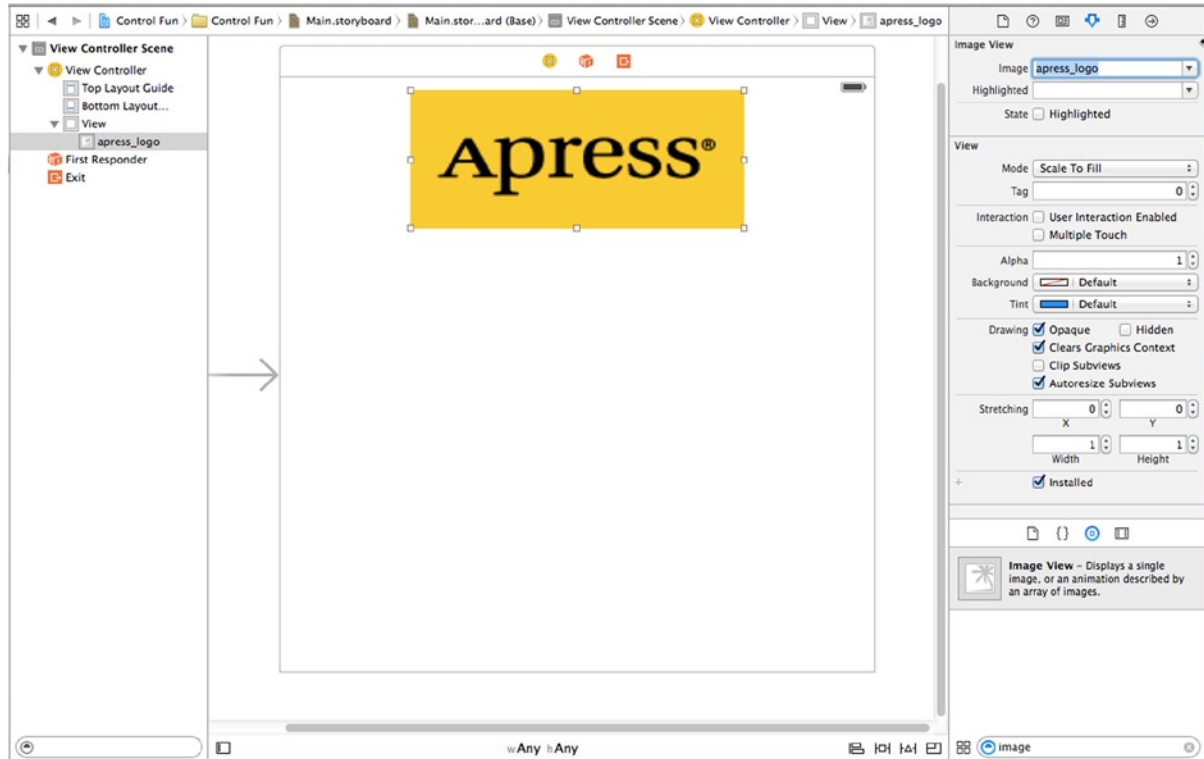 Control Fun Control Fun Main.storyboard Main.stor...ard (Base) View Controller Scene View Controller View apress_logo
View Controller Scene
View Controller
Top Layout Guide
Bottom Layout...
View
apress_logo
First Responder
Exit
Apress®
wAny hAny
Image View
Image apress_logo
Highlighted
State Highlighted
View
Mode Scale To Fill
Tag 0
Interaction User Interaction Enabled
Multiple Touch
Alpha 1
Background Default
Tint Default
Drawing Opaque Hidden
Clears Graphics Context
Clip Subviews
Autoresize Subviews
Stretching 0 0
X Y
1 1
Width Height
Installed
{}
Image View – Displays a single
image, or an animation described by
an array of images.
image